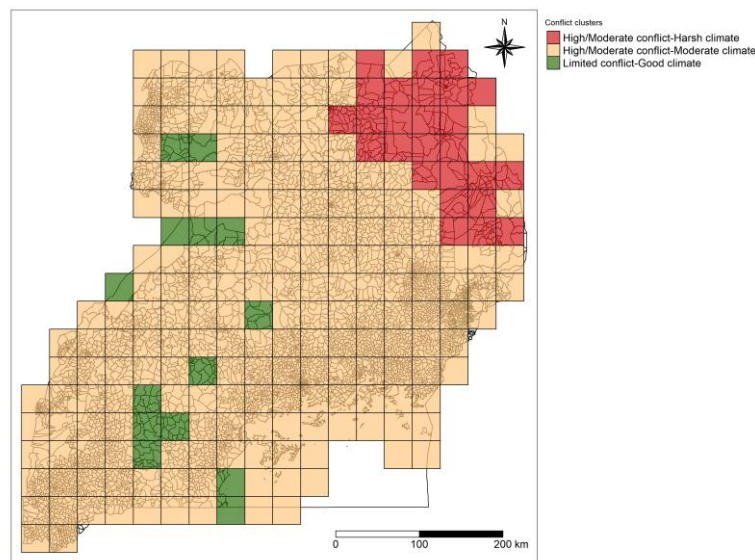 N
Conflict clusters
High/Moderate conflict-Harsh climate
High/Moderate conflict-Moderate climate
Limited conflict-Good climate
0 100 200 km